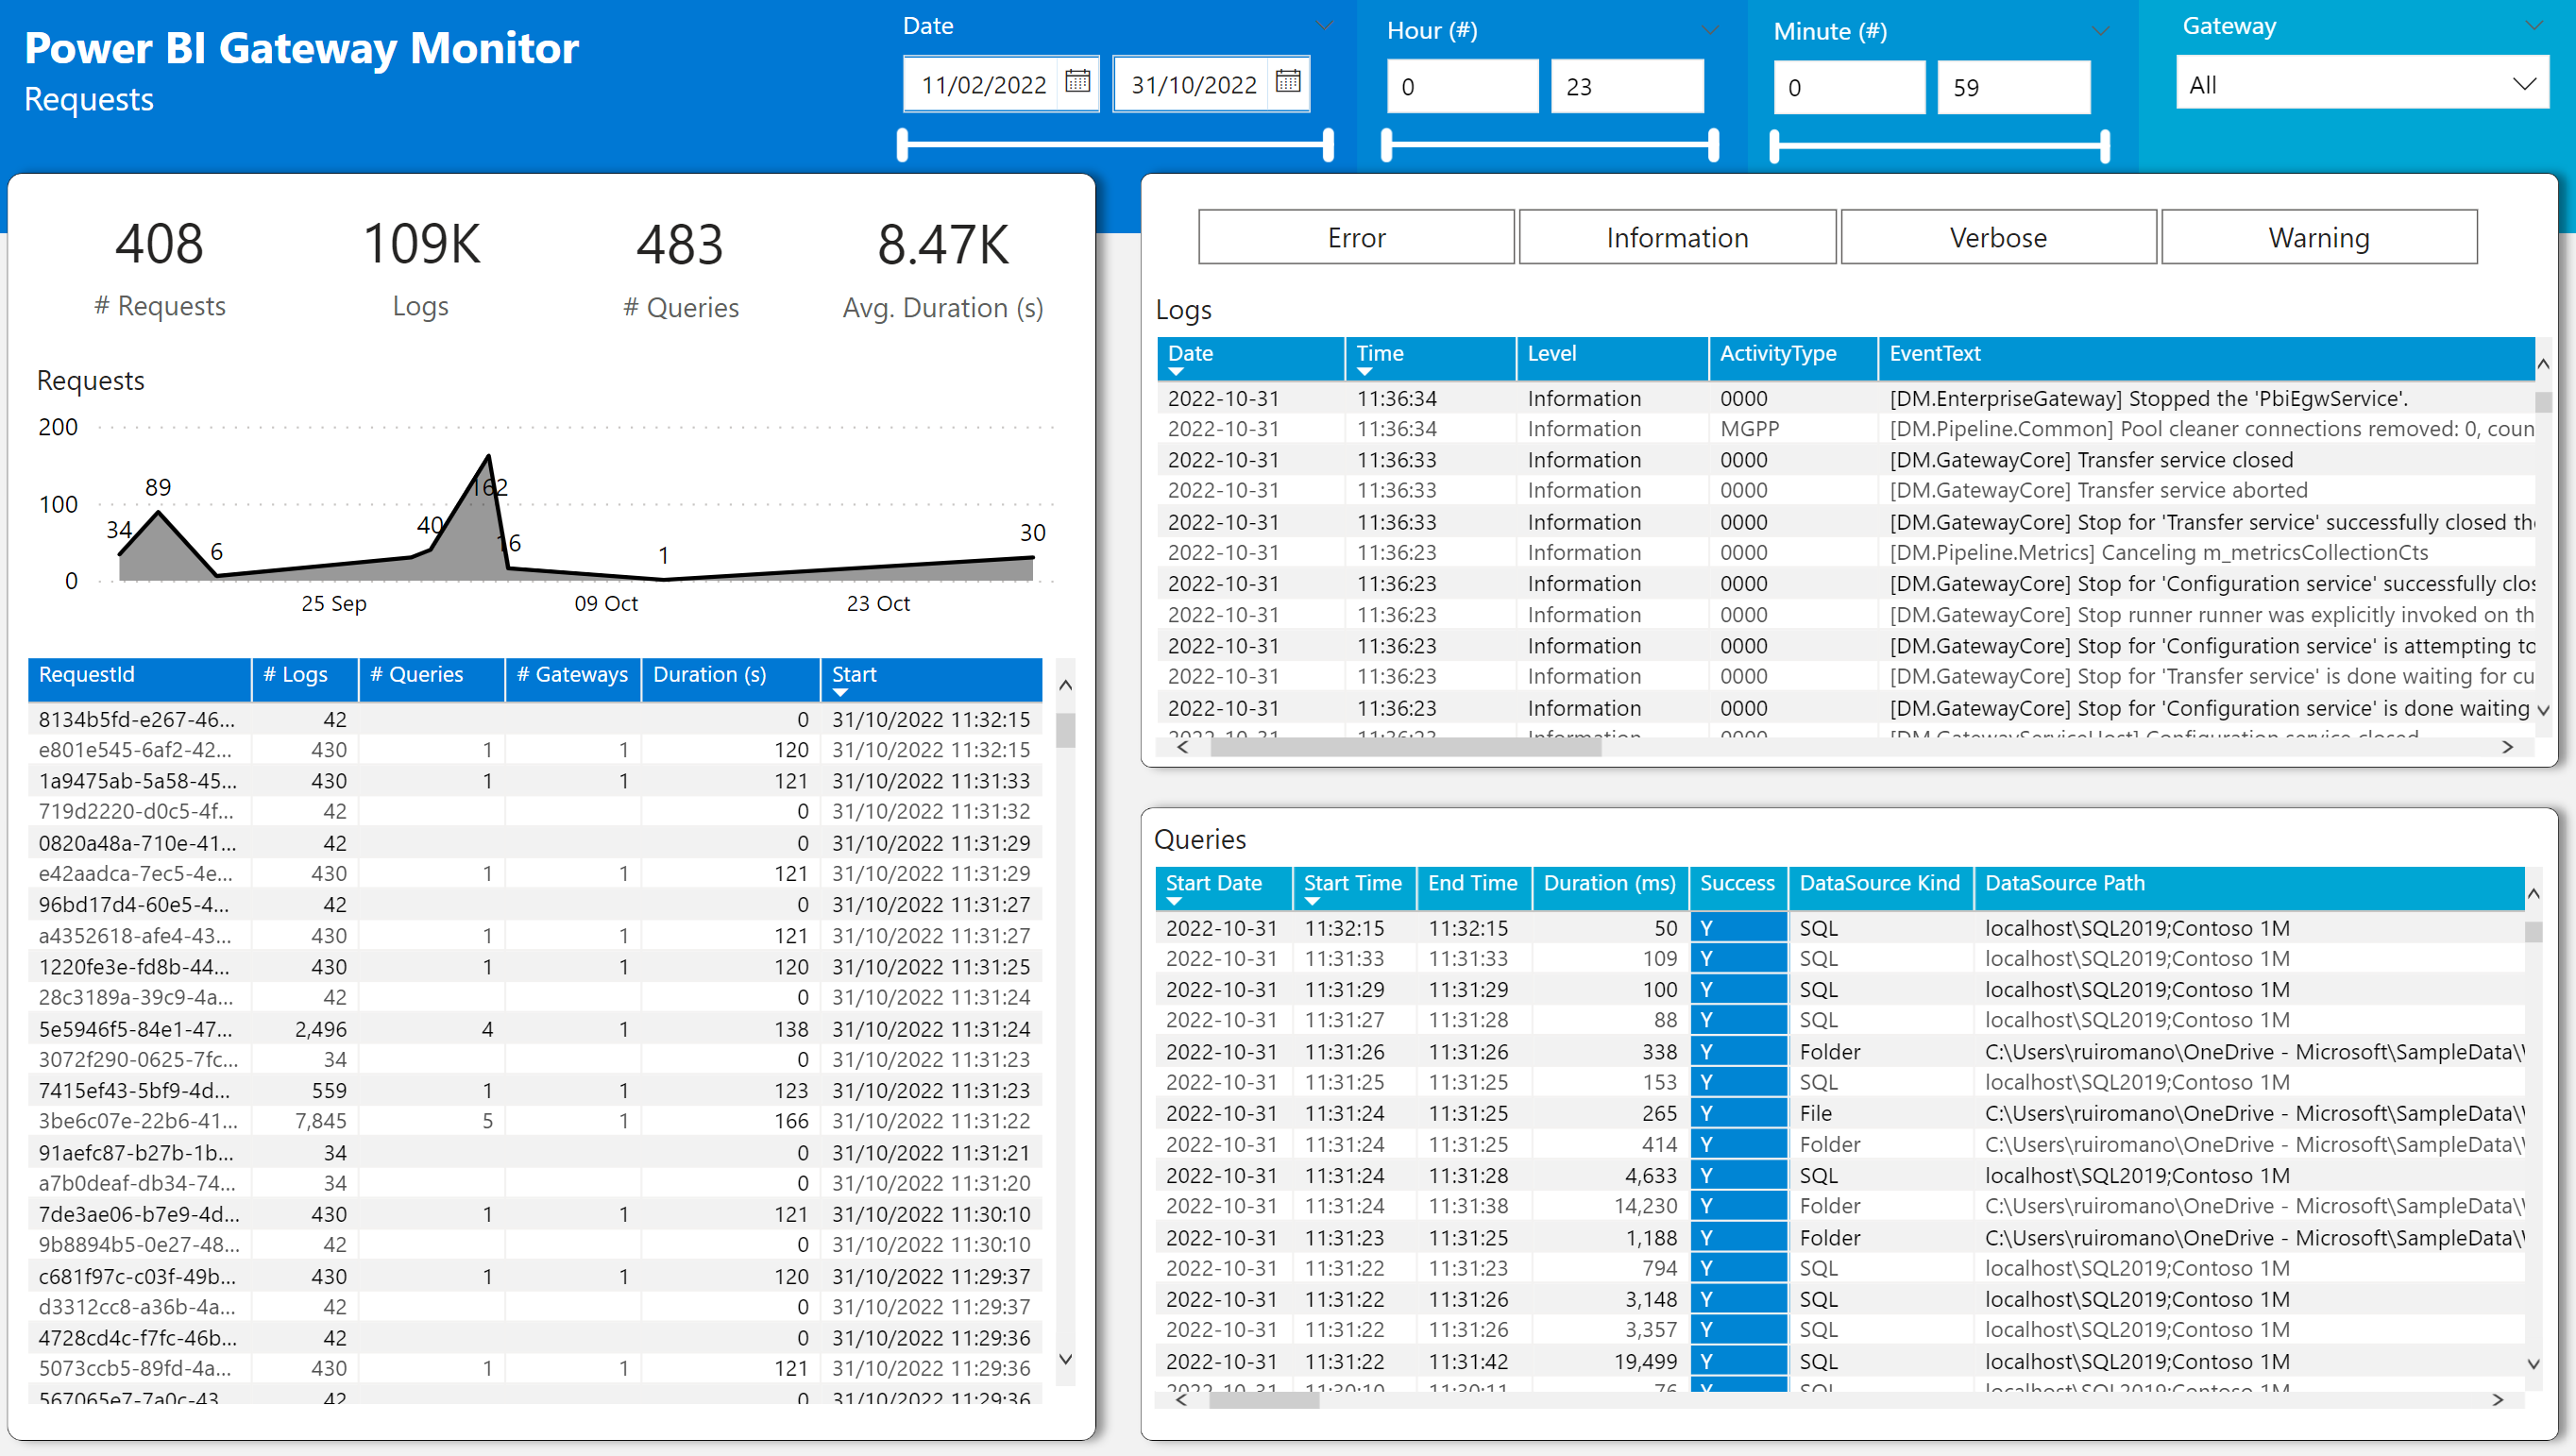 Power BI Gateway Monitor
Requests
Date
11/02/2022 31/10/2022
Hour (#)
0 23
Minute (#)
0 59
Gateway
All
408 109K 483 8.47K
# Requests Logs # Queries Avg. Duration (s)
Requests
200
100
0
34 89 6 40 162 16 1 30
25 Sep 09 Oct 23 Oct
RequestId # Logs # Queries # Gateways Duration (s) Start
8134b5fd-e267-46... 42 0 31/10/2022 11:32:15
e801e545-6af2-42... 430 1 1 120 31/10/2022 11:32:15
1a9475ab-5a58-45... 430 1 1 121 31/10/2022 11:31:33
719d2220-d0c5-4f... 42 0 31/10/2022 11:31:32
0820a48a-710e-41... 42 0 31/10/2022 11:31:29
e42aadca-7ec5-4e... 430 1 1 121 31/10/2022 11:31:29
96bd17d4-60e5-4... 42 0 31/10/2022 11:31:27
a4352618-afe4-43... 430 1 1 121 31/10/2022 11:31:27
1220fe3e-fd8b-44... 430 1 1 120 31/10/2022 11:31:25
28c3189a-39c9-4a... 42 0 31/10/2022 11:31:24
5e5946f5-84e1-47... 2,496 4 1 138 31/10/2022 11:31:24
3072f290-0625-7fc... 34 0 31/10/2022 11:31:23
7415ef43-5bf9-4d... 559 1 1 123 31/10/2022 11:31:23
3be6c07e-22b6-41... 7,845 5 1 166 31/10/2022 11:31:22
91aefc87-b27b-1b... 34 0 31/10/2022 11:31:21
a7b0deaf-db34-74... 34 0 31/10/2022 11:31:20
7de3ae06-b7e9-4d... 430 1 1 121 31/10/2022 11:30:10
9b8894b5-0e27-48... 42 0 31/10/2022 11:30:10
c681f97c-c03f-49b... 430 1 1 120 31/10/2022 11:29:37
d3312cc8-a36b-4a... 42 0 31/10/2022 11:29:37
4728cd4c-f7fc-46b... 42 0 31/10/2022 11:29:36
5073ccb5-89fd-4a... 430 1 1 121 31/10/2022 11:29:36
567065e7-7a0c-43 42 0 31/10/2022 11:29:36
Error Information Verbose Warning
Logs
Date Time Level ActivityType EventText
2022-10-31 11:36:34 Information 0000 [DM.EnterpriseGateway] Stopped the 'PbiEgwService'.
2022-10-31 11:36:34 Information MGPP [DM.Pipeline.Common] Pool cleaner connections removed: 0, coun
2022-10-31 11:36:33 Information 0000 [DM.GatewayCore] Transfer service closed
2022-10-31 11:36:33 Information 0000 [DM.GatewayCore] Transfer service aborted
2022-10-31 11:36:33 Information 0000 [DM.GatewayCore] Stop for 'Transfer service' successfully closed the
2022-10-31 11:36:23 Information 0000 [DM.Pipeline.Metrics] Canceling m_metricsCollectionCts
2022-10-31 11:36:23 Information 0000 [DM.GatewayCore] Stop for 'Configuration service' successfully clos
2022-10-31 11:36:23 Information 0000 [DM.GatewayCore] Stop runner runner was explicitly invoked on th
2022-10-31 11:36:23 Information 0000 [DM.GatewayCore] Stop for 'Configuration service' is attempting to
2022-10-31 11:36:23 Information 0000 [DM.GatewayCore] Stop for 'Transfer service' is done waiting for cu
2022-10-31 11:36:23 Information 0000 [DM.GatewayCore] Stop for 'Configuration service' is done waiting
2022-10-31 11:36:23 Information 0000 [DM.GatewayServiceHost] Configuration service closed
Queries
Start Date Start Time End Time Duration (ms) Success DataSource Kind DataSource Path
2022-10-31 11:32:15 11:32:15 50 Y SQL localhost\SQL2019;Contoso 1M
2022-10-31 11:31:33 11:31:33 109 Y SQL localhost\SQL2019;Contoso 1M
2022-10-31 11:31:29 11:31:29 100 Y SQL localhost\SQL2019;Contoso 1M
2022-10-31 11:31:27 11:31:28 88 Y SQL localhost\SQL2019;Contoso 1M
2022-10-31 11:31:26 11:31:26 338 Y Folder C:\Users\ruiromano\OneDrive - Microsoft\SampleData\
2022-10-31 11:31:25 11:31:25 153 Y SQL localhost\SQL2019;Contoso 1M
2022-10-31 11:31:24 11:31:25 265 Y File C:\Users\ruiromano\OneDrive - Microsoft\SampleData\
2022-10-31 11:31:24 11:31:25 414 Y Folder C:\Users\ruiromano\OneDrive - Microsoft\SampleData\
2022-10-31 11:31:24 11:31:28 4,633 Y SQL localhost\SQL2019;Contoso 1M
2022-10-31 11:31:24 11:31:38 14,230 Y Folder C:\Users\ruiromano\OneDrive - Microsoft\SampleData\
2022-10-31 11:31:23 11:31:25 1,188 Y Folder C:\Users\ruiromano\OneDrive - Microsoft\SampleData\
2022-10-31 11:31:22 11:31:23 794 Y SQL localhost\SQL2019;Contoso 1M
2022-10-31 11:31:22 11:31:26 3,148 Y SQL localhost\SQL2019;Contoso 1M
2022-10-31 11:31:22 11:31:26 3,357 Y SQL localhost\SQL2019;Contoso 1M
2022-10-31 11:31:22 11:31:42 19,499 Y SQL localhost\SQL2019;Contoso 1M
2022-10-31 11:30:10 11:30:11 76 Y SQL localhost\SQL2019;Contoso 1M